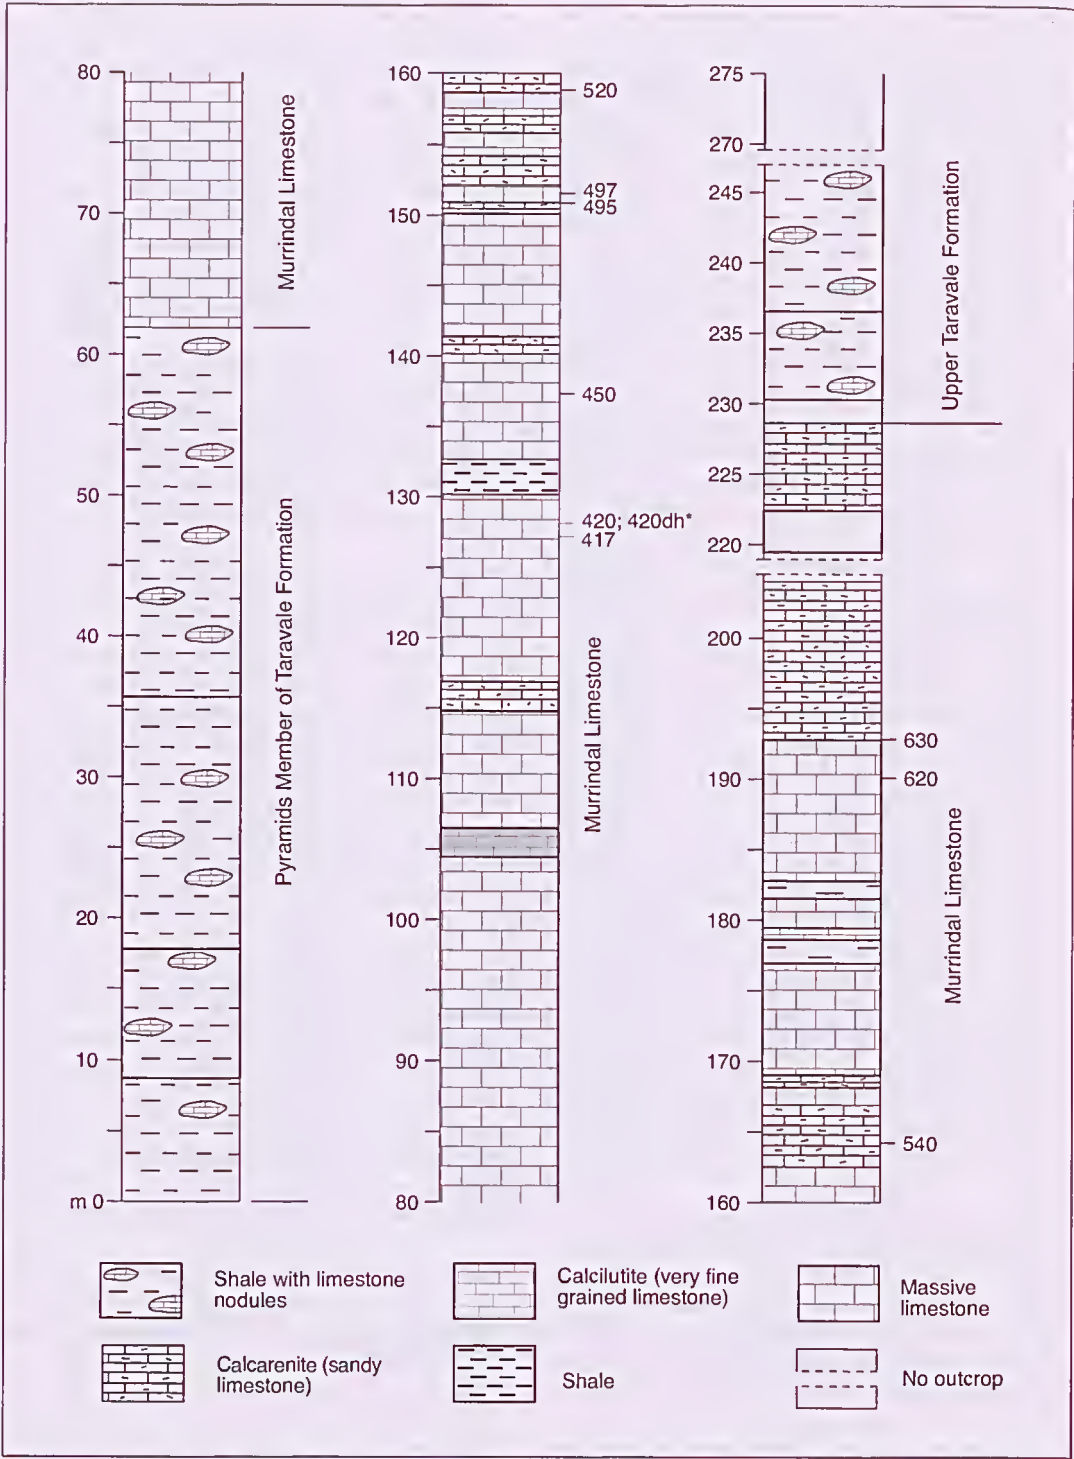 80
70
60
50
40
30
20
10
m 0
Murrindal Limestone
Pyramids Member of Taravale Formation
160
150
140
130
120
110
100
90
80
520
497
495
450
420; 420dh*
417
Murrindal Limestone
275
270
245
240
235
230
225
220
200
190
180
170
160
630
620
540
Upper Taravale Formation
Murrindal Limestone
Shale with limestone
nodules
Calcilutite (very fine
grained limestone)
Massive
limestone
Calcarenite (sandy
limestone)
Shale
No outcrop